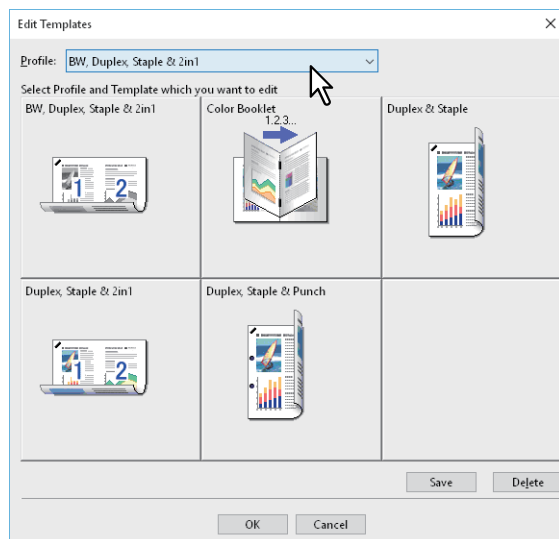 Edit Templates
Profile: BW, Duplex, Staple & 2in1
Select Profile and Template which you want to edit
BW, Duplex, Staple & 2in1
1 2
Color Booklet
1.2.3...
Duplex & Staple
Duplex, Staple & 2in1
1 2
Duplex, Staple & Punch
Save Delete
OK Cancel